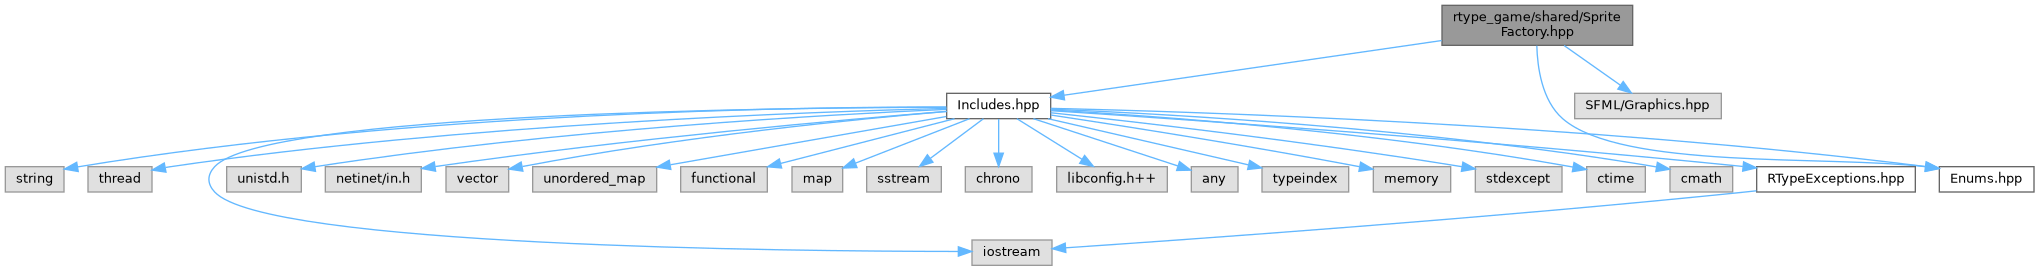 rtype_game/shared/Sprite
Factory.hpp
Includes.hpp
SFML/Graphics.hpp
string
thread
unistd.h
netinet/in.h
vector
unordered_map
functional
map
sstream
chrono
libconfig.h++
any
typeindex
memory
stdexcept
ctime
cmath
RTypeExceptions.hpp
Enums.hpp
iostream